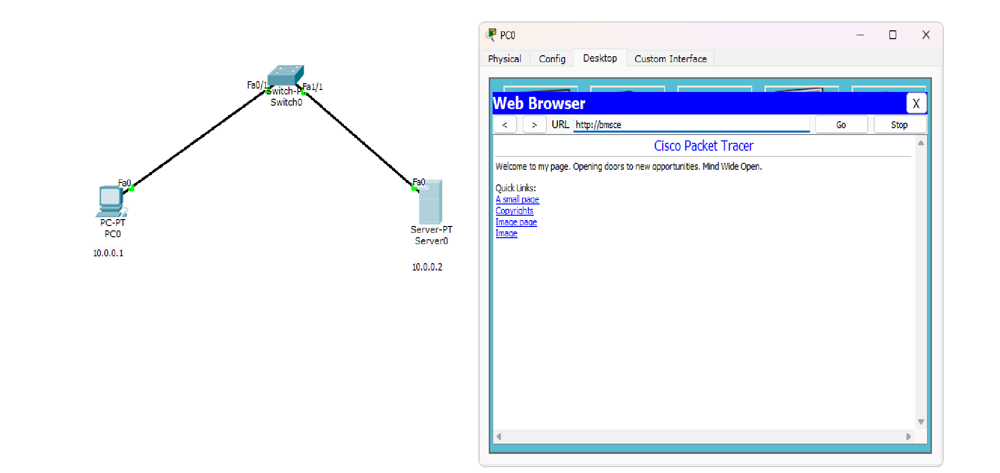 Fa0/1
Fa1/1
Switch0
Fa0
PC-PT
PC0
10.0.0.1
Fa0
Server-PT
Server0
10.0.0.2
PC0
Physical
Config
Desktop
Custom Interface
Web Browser
X
<
>
URL
http://bmsce
Go
Stop
Cisco Packet Tracer
Welcome to my page. Opening doors to new opportunities. Mind Wide Open.
Quick Links:
A small page
Copyrights
Image page
Image